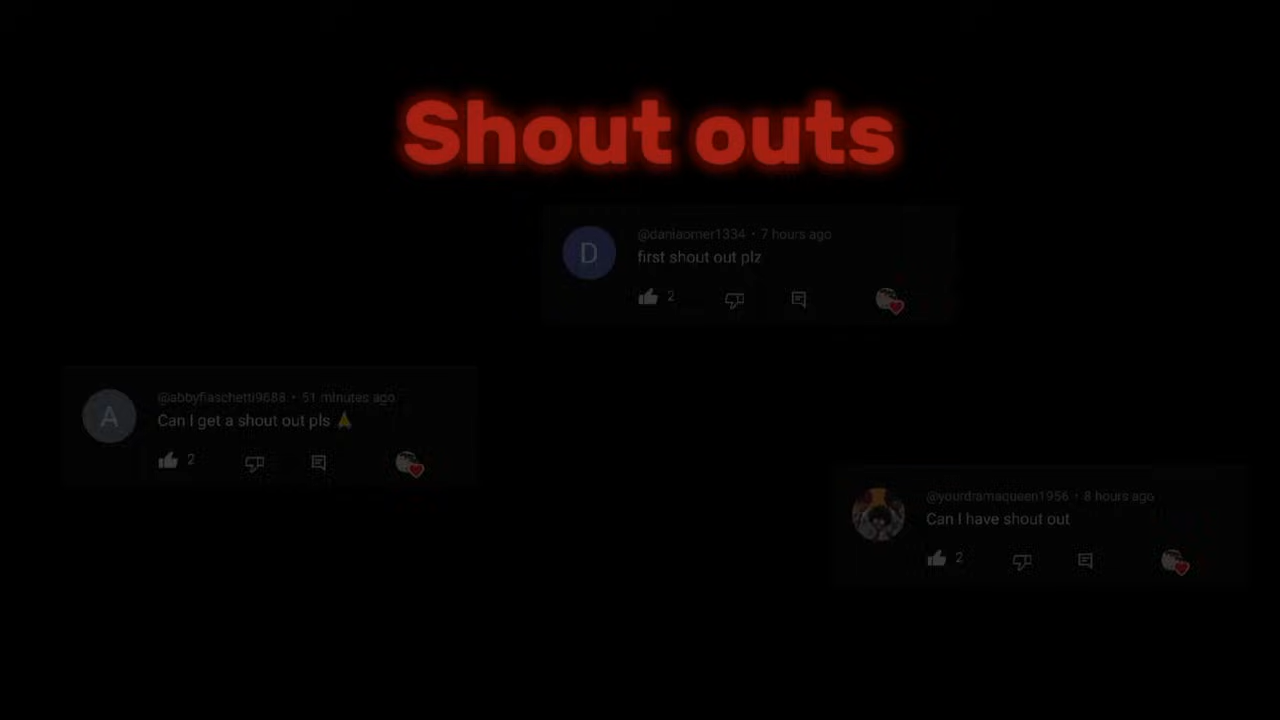 Shout outs
D
@daniaomer1334 • 7 hours ago
first shout out plz
2
A
@abbyfiaschetti9688 • 51 minutes ago
Can I get a shout out pls 🙏
2
@yourdramaqueen1956 • 8 hours ago
Can I have shout out
2